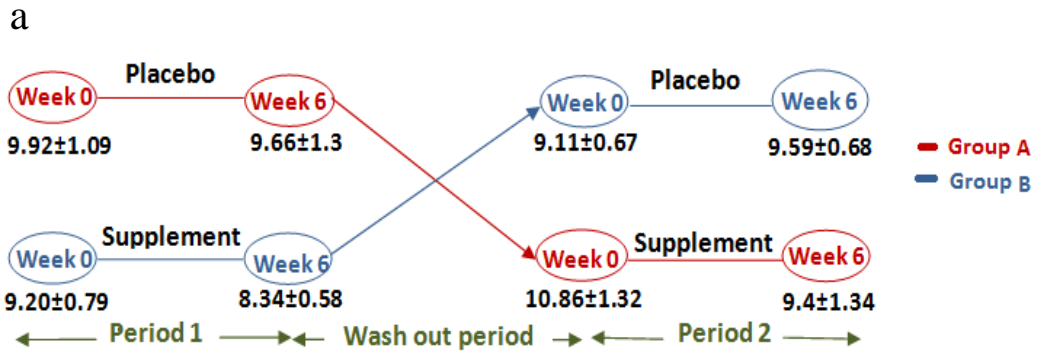 a
Placebo
Week 0
Week 6
9.92±1.09
9.66±1.3
Placebo
Week 0
Week 6
9.11±0.67
9.59±0.68
Group A
Group B
Supplement
Week 0
Week 6
9.20±0.79
8.34±0.58
Supplement
Week 0
Week 6
10.86±1.32
9.4±1.34
Period 1
Wash out period
Period 2